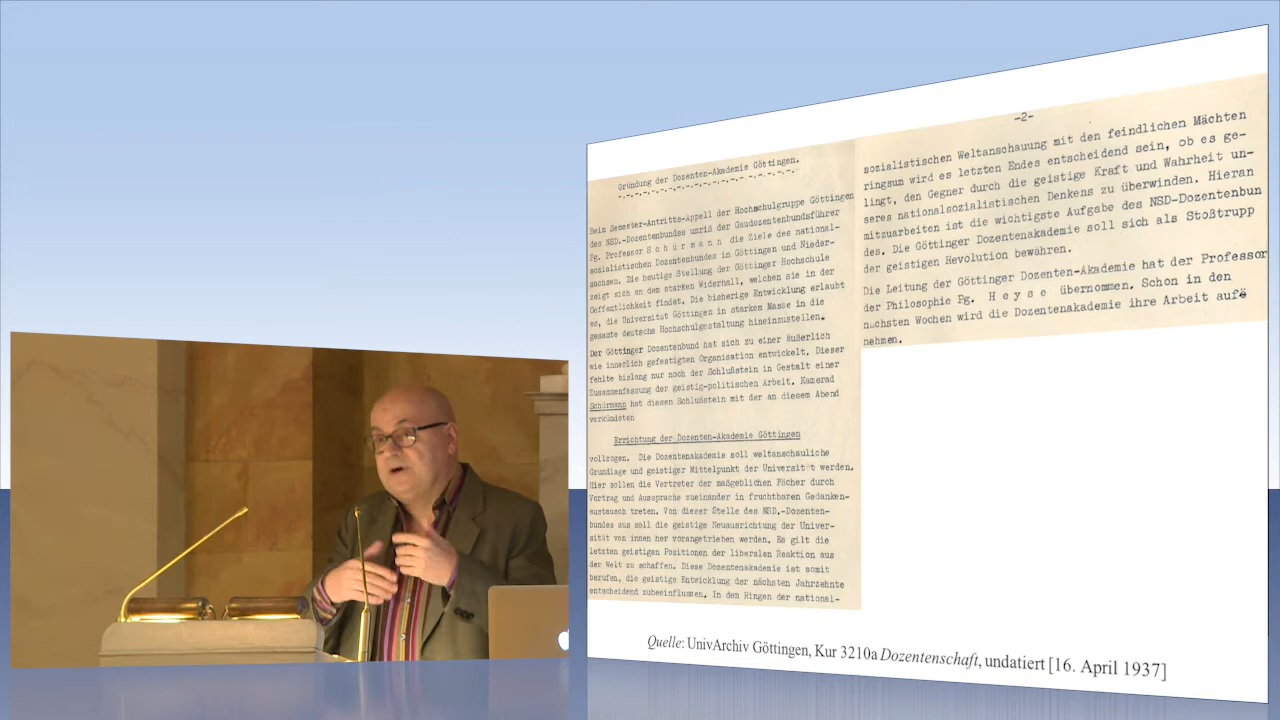 Gründung der Dozenten-Akademie Göttingen.
Beim Semester-Antritts-Appell der Hochschulgruppe Göttingen
des NSD.-Dozentenbundes umriß der Gaudozentenbundsführer
Pg. Professor S c h ü r m a n n die Ziele des national-
sozialistischen Dozentenbundes in Göttingen und Nieder-
sachsen. Die heutige Stellung der Göttinger Hochschule
zeigt sich an dem starken Widerhall, welchen sie in der
Oeffentlichkeit findet. Die bisherige Entwicklung erlaubt
es, die Universität Göttingen in starkem Masse in die
gesamte deutsche Hochschulgestaltung hineinzustellen.
Der Göttinger Dozentenbund hat sich zu einer äußerlich
wie innerlich gefestigten Organisation entwickelt. Dieser
fehlte bislang nur noch der Schlußstein in Gestalt einer
Zusammenfassung der geistig-politischen Arbeit. Kamerad
Schürmann hat diesen Schlußstein mit der an diesem Abend
verkündeten
Errichtung der Dozenten-Akademie Göttingen
vollzogen. Die Dozentenakademie soll weltanschauliche
Grundlage und geistiger Mittelpunkt der Universität werden.
Hier sollen die Vertreter der maßgeblichen Fächer durch
Vortrag und Aussprache zueinander in fruchtbaren Gedanken-
austausch treten. Von dieser Stelle des NSD.-Dozenten-
bundes aus soll die geistige Neuausrichtung der Univer-
sität von innen her vorangetrieben werden. Es gilt die
letzten geistigen Positionen der liberalen Reaktion aus
der Welt zu schaffen. Diese Dozentenakademie ist somit
berufen, die geistige Entwicklung der nächsten Jahrzehnte
entscheidend zubeeinflussen. In dem Ringen der national-
-2-
sozialistischen Weltanschauung mit den feindlichen Mächten
ringsum wird es letzten Endes entscheidend sein, ob es ge-
lingt, den Gegner durch die geistige Kraft und Wahrheit un-
seres nationalsozialistischen Denkens zu überwinden. Hieran
mitzuarbeiten ist die wichtigste Aufgabe des NSD-Dozentenbun
des. Die Göttinger Dozentenakademie soll sich als Stoßtrupp
der geistigen Revolution bewähren.
Die Leitung der Göttinger Dozenten-Akademie hat der Professor
der Philosophie Pg. H e y s e übernommen. Schon in den
nächsten Wochen wird die Dozentenakademie ihre Arbeit auf
nehmen.
Quelle: UnivArchiv Göttingen, Kur 3210a Dozentenschaft, undatiert [16. April 1937]